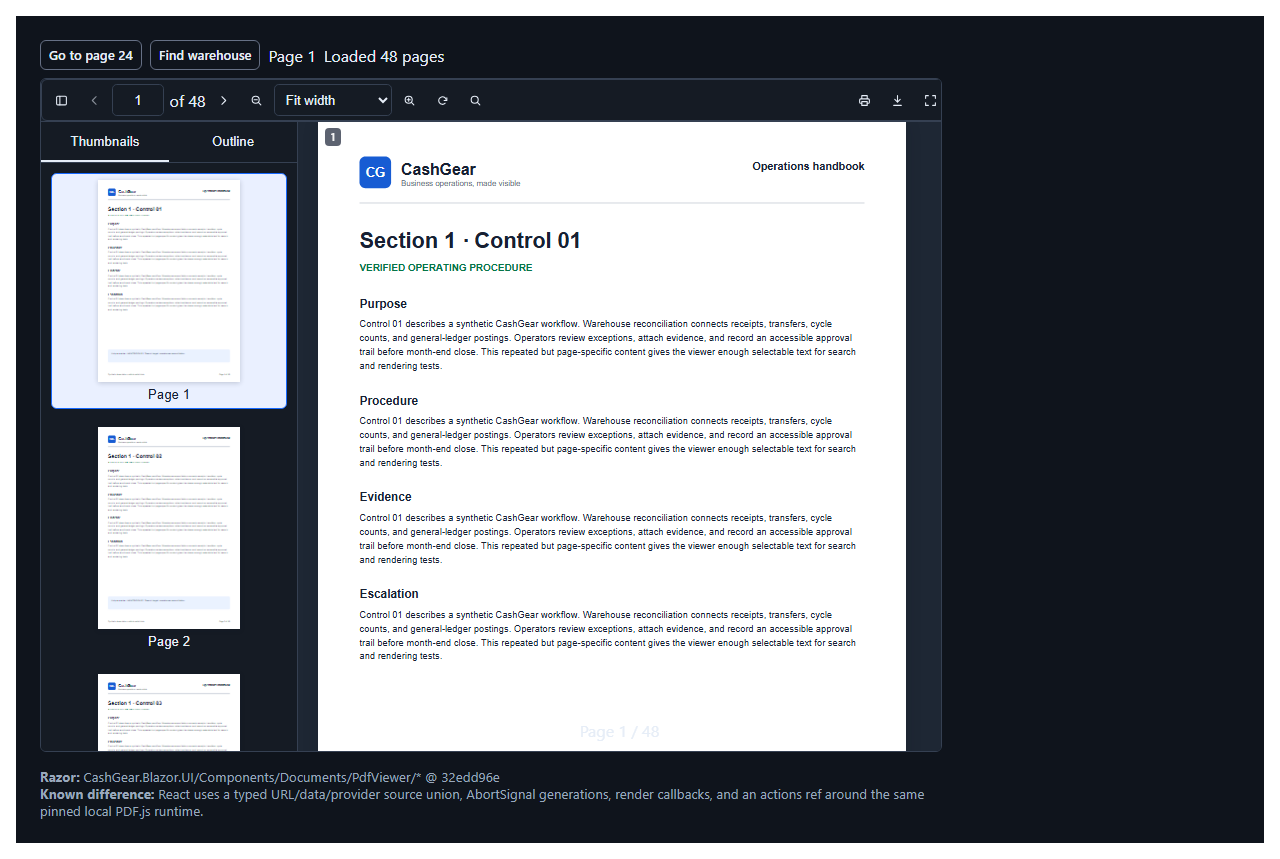 Go to page 24 Find warehouse Page 1 Loaded 48 pages
1 of 48 Fit width
Thumbnails Outline
Page 1
Page 2
1
CG CashGear
Business operations, made visible
Operations handbook
Section 1 · Control 01
VERIFIED OPERATING PROCEDURE
Purpose
Control 01 describes a synthetic CashGear workflow. Warehouse reconciliation connects receipts, transfers, cycle
counts, and general-ledger postings. Operators review exceptions, attach evidence, and record an accessible approval
trail before month-end close. This repeated but page-specific content gives the viewer enough selectable text for search
and rendering tests.
Procedure
Control 01 describes a synthetic CashGear workflow. Warehouse reconciliation connects receipts, transfers, cycle
counts, and general-ledger postings. Operators review exceptions, attach evidence, and record an accessible approval
trail before month-end close. This repeated but page-specific content gives the viewer enough selectable text for search
and rendering tests.
Evidence
Control 01 describes a synthetic CashGear workflow. Warehouse reconciliation connects receipts, transfers, cycle
counts, and general-ledger postings. Operators review exceptions, attach evidence, and record an accessible approval
trail before month-end close. This repeated but page-specific content gives the viewer enough selectable text for search
and rendering tests.
Escalation
Control 01 describes a synthetic CashGear workflow. Warehouse reconciliation connects receipts, transfers, cycle
counts, and general-ledger postings. Operators review exceptions, attach evidence, and record an accessible approval
trail before month-end close. This repeated but page-specific content gives the viewer enough selectable text for search
and rendering tests.
Page 1 / 48
Razor: CashGear.Blazor.UI/Components/Documents/PdfViewer/* @ 32edd96e
Known difference: React uses a typed URL/data/provider source union, AbortSignal generations, render callbacks, and an actions ref around the same
pinned local PDF.js runtime.